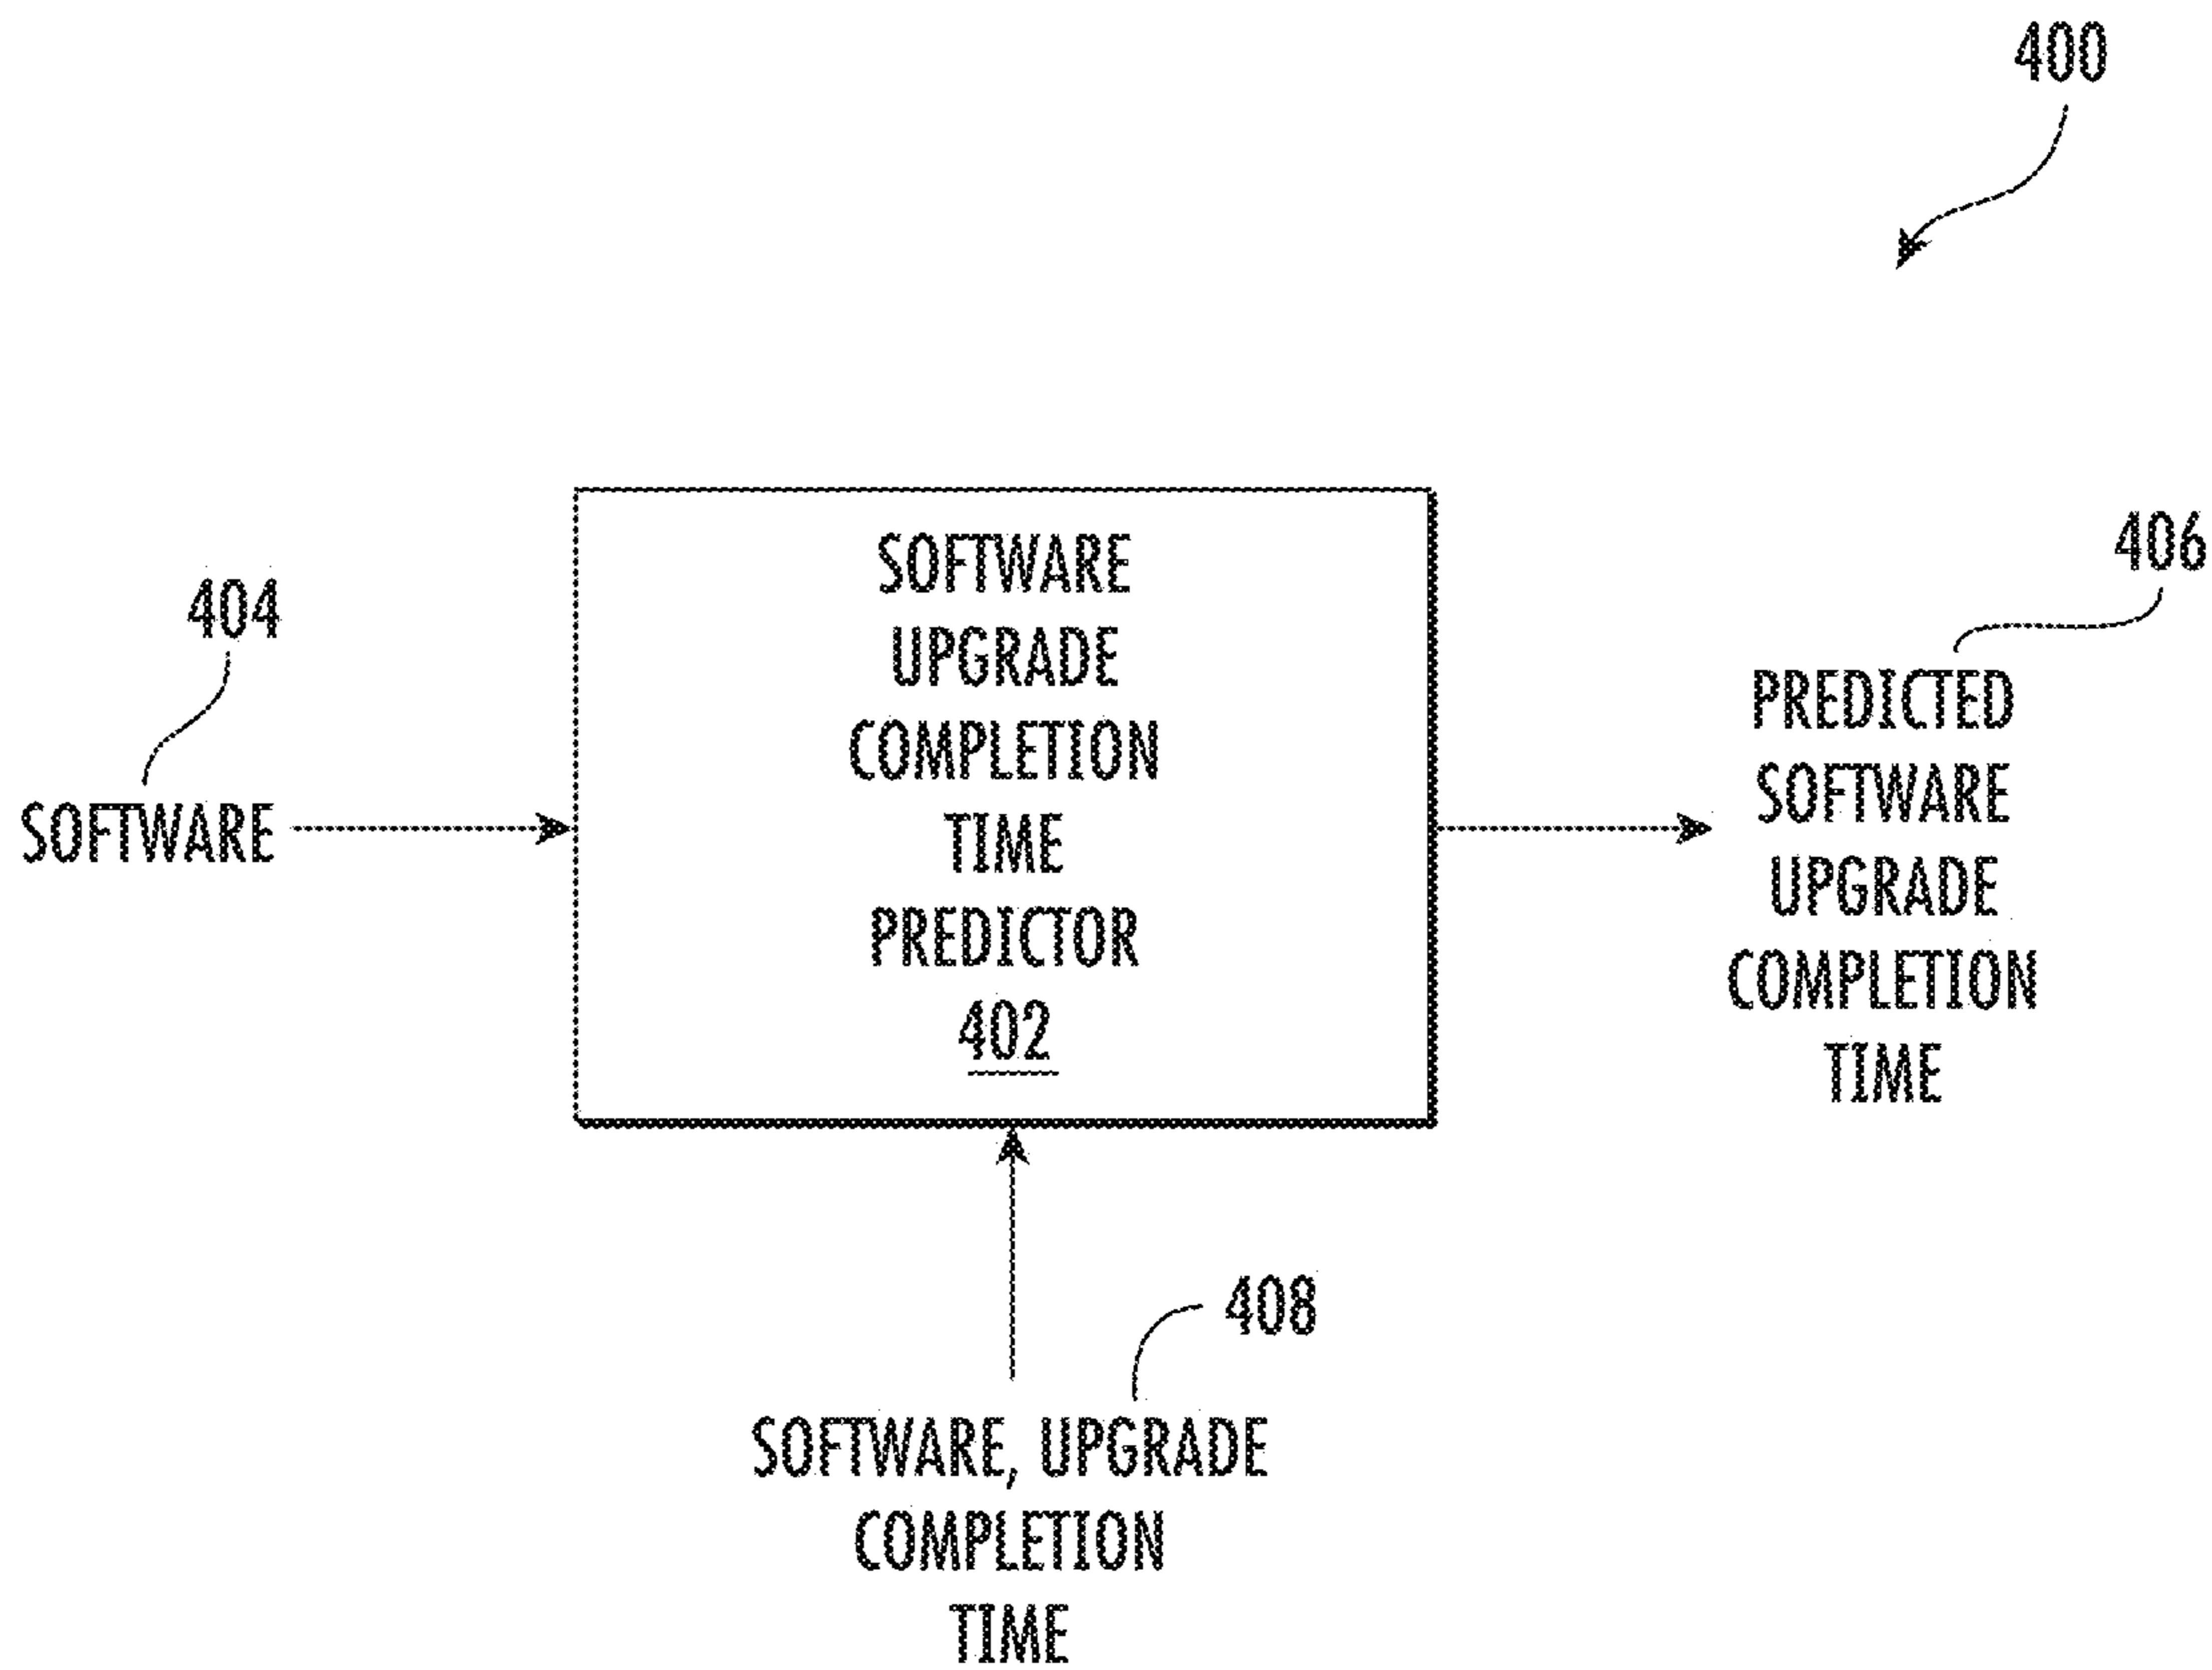 400
404
SOFTWARE
SOFTWARE
UPGRADE
COMPLETION
TIME
PREDICTOR
402
406
PREDICTED
SOFTWARE
UPGRADE
COMPLETION
TIME
408
SOFTWARE, UPGRADE
COMPLETION
TIME